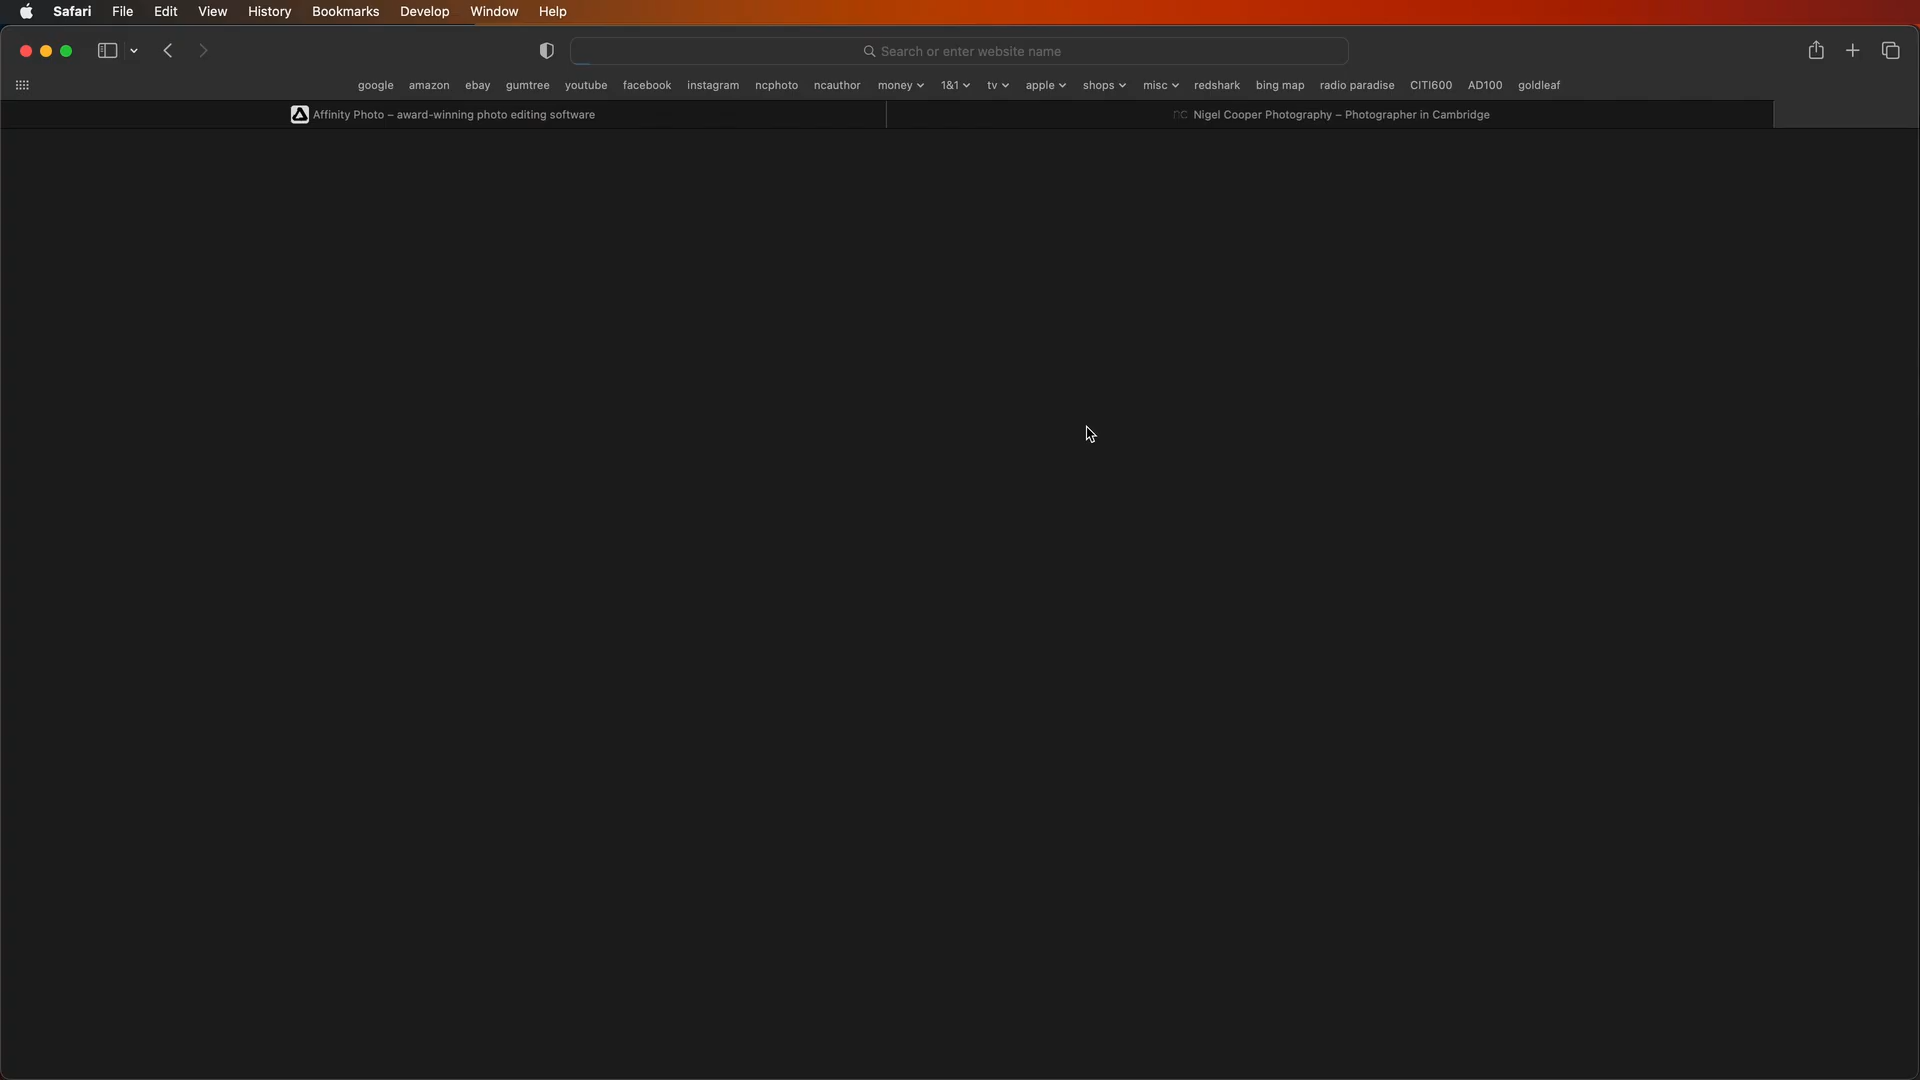 Safari File Edit View History Bookmarks Develop Window Help
Search or enter website name
google amazon ebay gumtree youtube facebook instagram ncphoto ncauthor money 1&1 tv apple shops misc redshark bing map radio paradise CITI600 AD100 goldleaf
Affinity Photo – award-winning photo editing software
nc Nigel Cooper Photography – Photographer in Cambridge